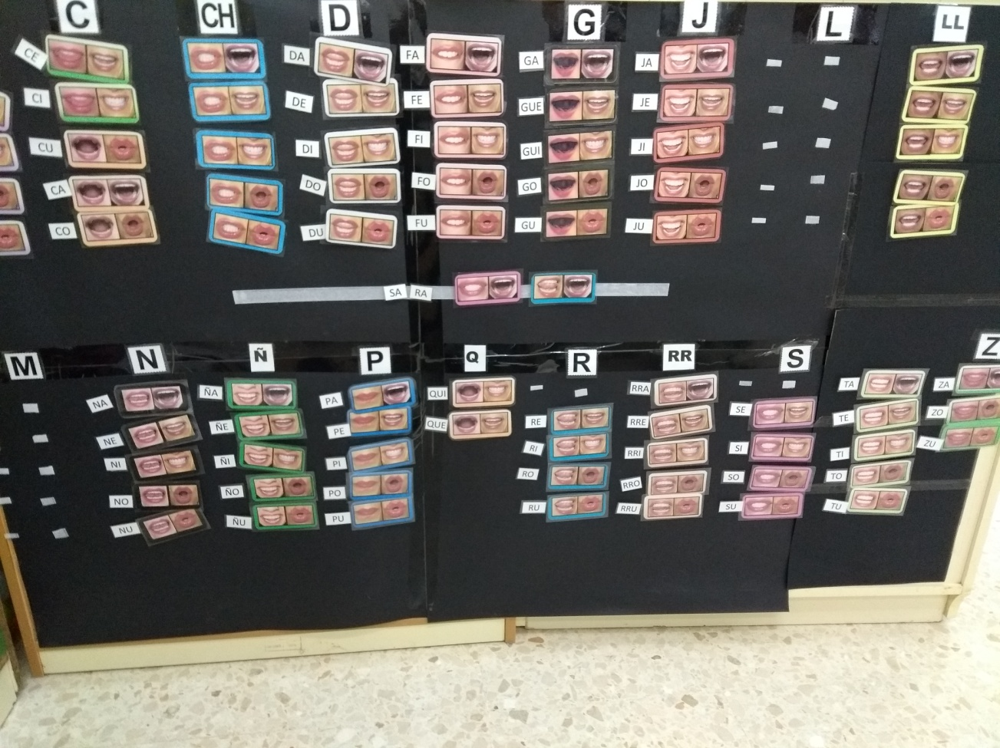 C CH D G J L LL
CE DA FA GA JA
CI DE FE GUE JE
CU DI FI GUI JI
CA DO FO GO JO
CO DU FU GU JU
SA RA
M N Ñ P Q R RR S Z
NA ÑA PA QUI RRA TA ZA
NE ÑE PE QUE RE RRE SE TE ZO
NI ÑI PI RI RRI SI TI ZU
NO ÑO PO RO RRO SO TO
NU ÑU PU RU RRU SU TU